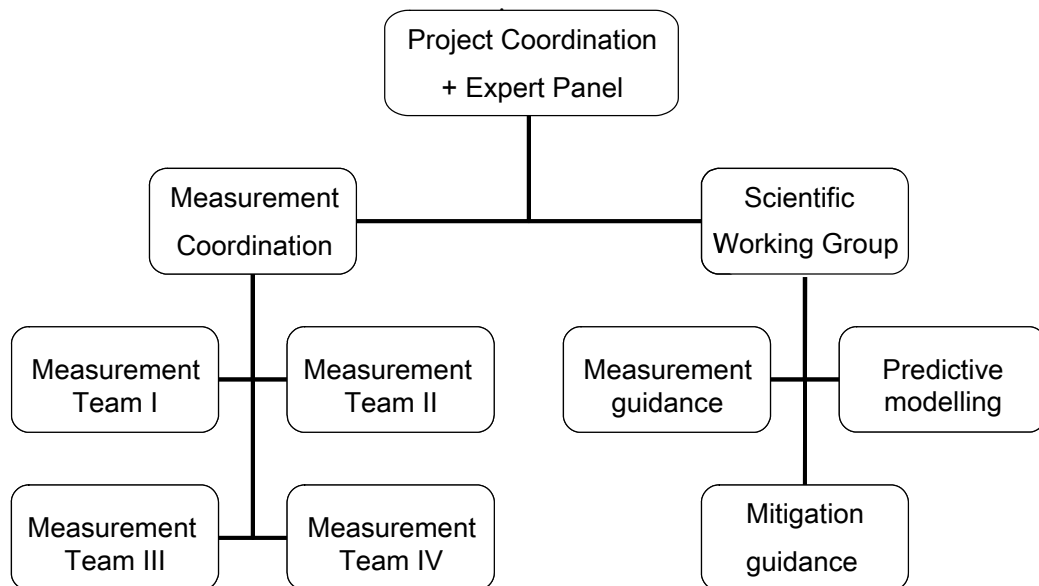 Project Coordination
+ Expert Panel
Measurement
Coordination
Scientific
Working Group
Measurement
Team I
Measurement
Team II
Measurement
guidance
Predictive
modelling
Measurement
Team III
Measurement
Team IV
Mitigation
guidance